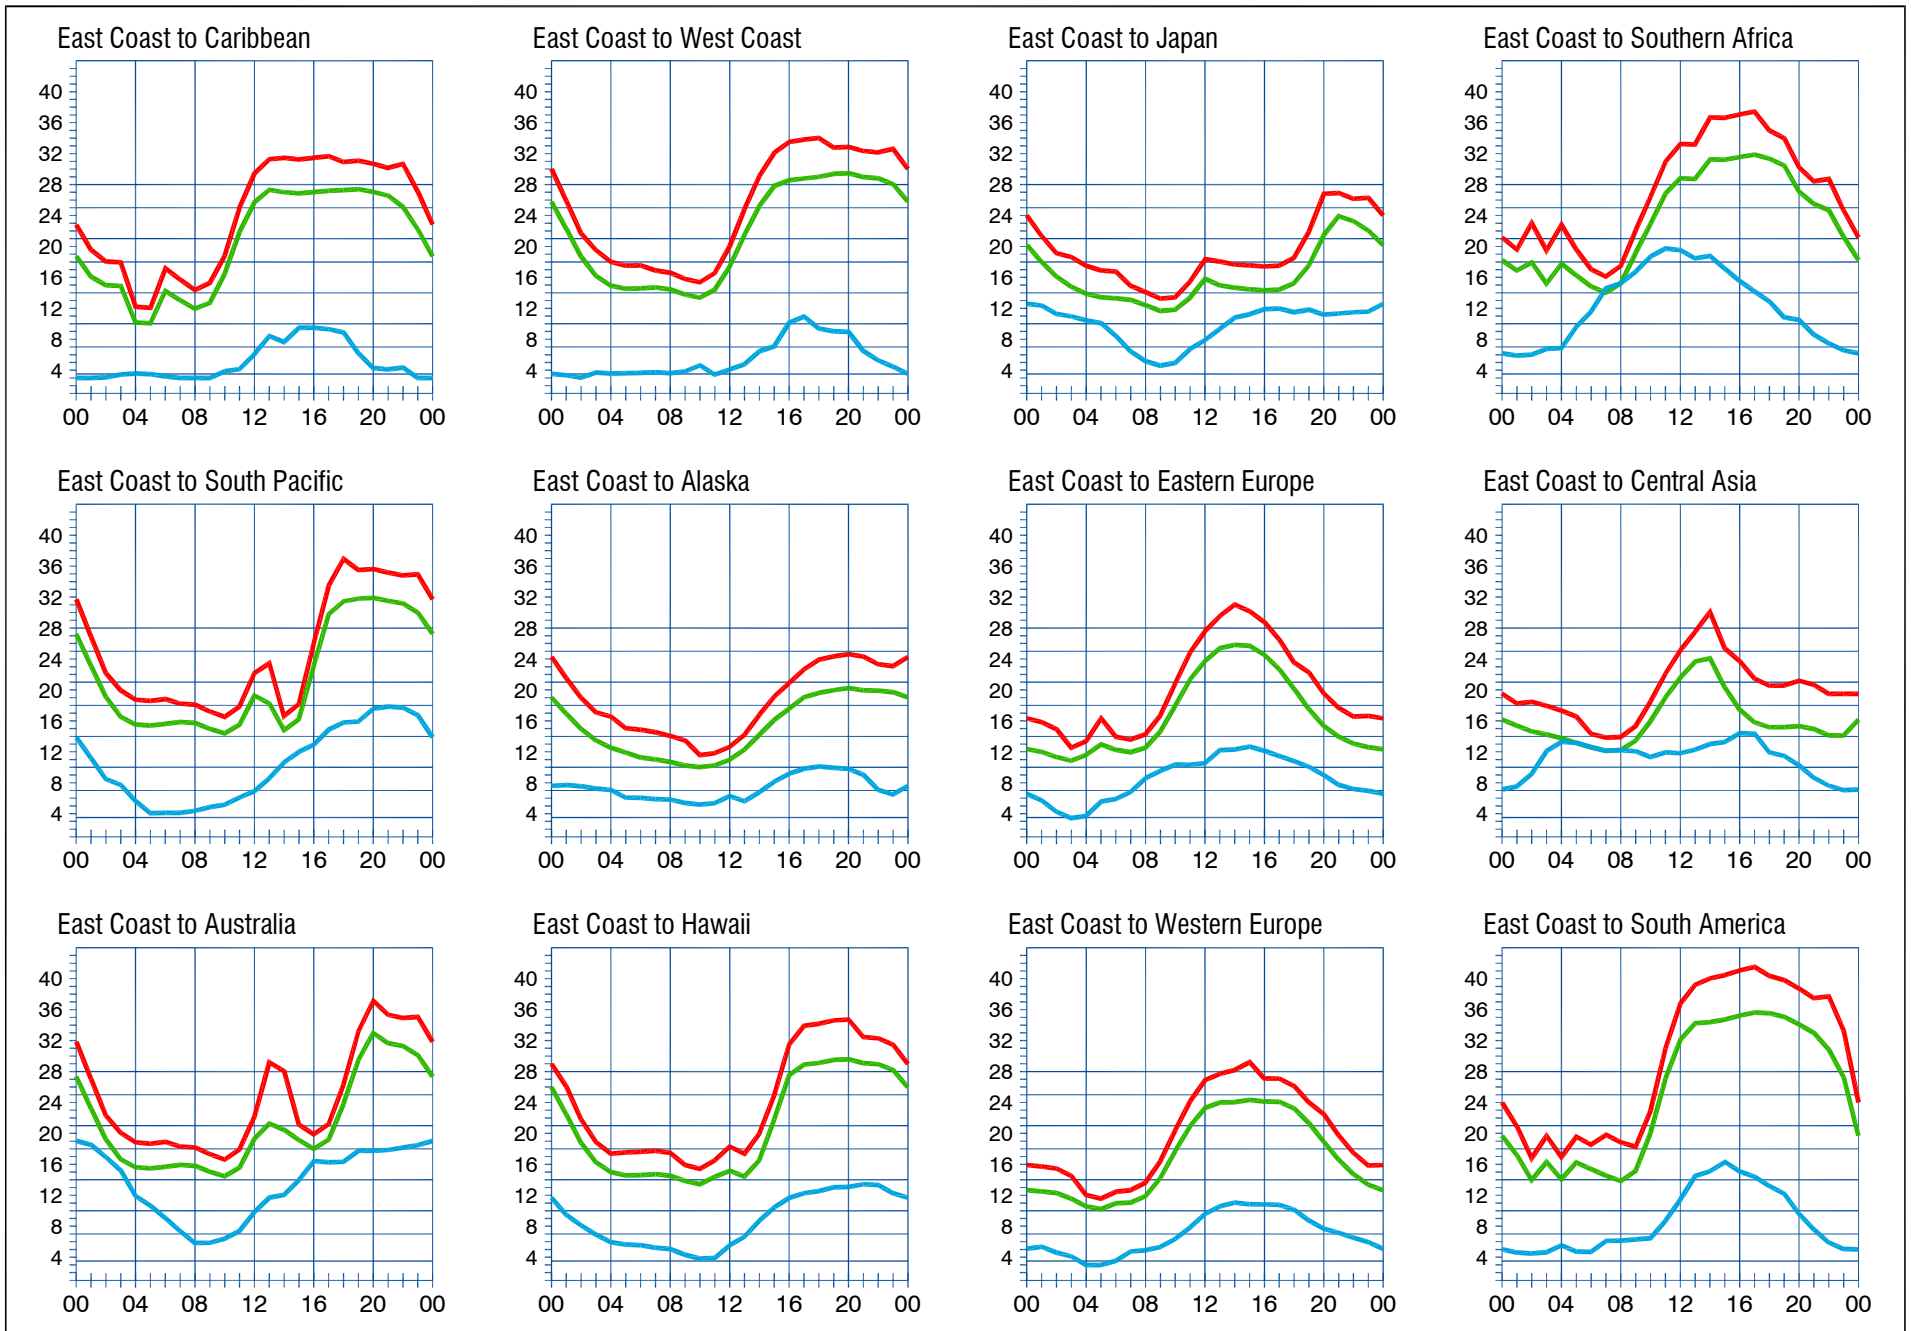 East Coast to Caribbean East Coast to West Coast East Coast to Japan East Coast to Southern Africa
40 40 40 40
36 36 36 36
32 32 32 32
28 28 28 28
24 24 24 24
20 20 20 20
16 16 16 16
12 12 12 12
8 8 8 8
4 4 4 4
00 04 08 12 16 20 00 00 04 08 12 16 20 00 00 04 08 12 16 20 00 00 04 08 12 16 20 00
East Coast to South Pacific East Coast to Alaska East Coast to Eastern Europe East Coast to Central Asia
40 40 40 40
36 36 36 36
32 32 32 32
28 28 28 28
24 24 24 24
20 20 20 20
16 16 16 16
12 12 12 12
8 8 8 8
4 4 4 4
00 04 08 12 16 20 00 00 04 08 12 16 20 00 00 04 08 12 16 20 00 00 04 08 12 16 20 00
East Coast to Australia East Coast to Hawaii East Coast to Western Europe East Coast to South America
40 40 40 40
36 36 36 36
32 32 32 32
28 28 28 28
24 24 24 24
20 20 20 20
16 16 16 16
12 12 12 12
8 8 8 8
4 4 4 4
00 04 08 12 16 20 00 00 04 08 12 16 20 00 00 04 08 12 16 20 00 00 04 08 12 16 20 00